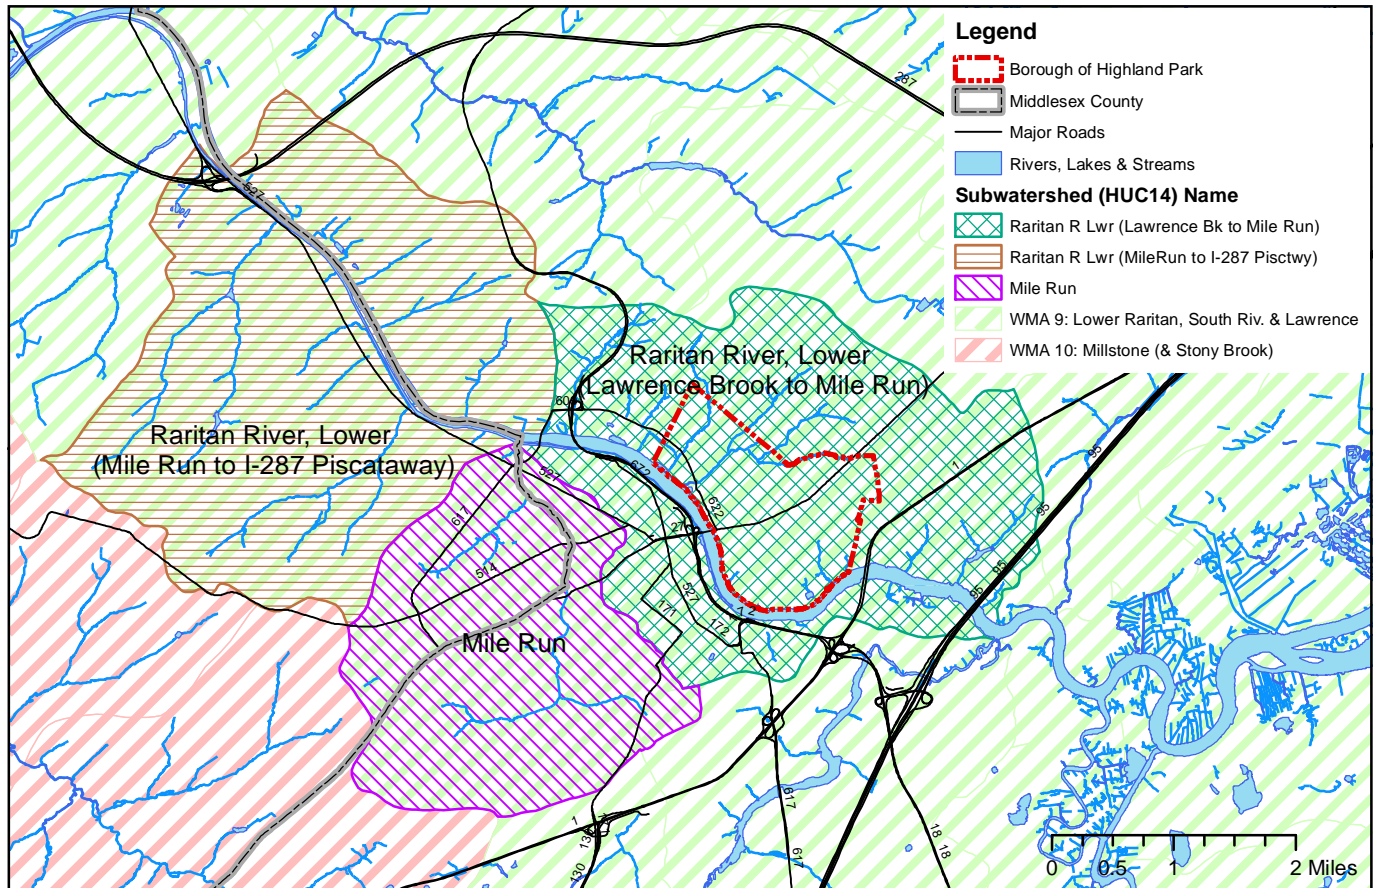 Legend
Borough of Highland Park
Middlesex County
Major Roads
Rivers, Lakes & Streams
Subwatershed (HUC14) Name
Raritan R Lwr (Lawrence Bk to Mile Run)
Raritan R Lwr (MileRun to I-287 Pisctwy)
Mile Run
WMA 9: Lower Raritan, South Riv. & Lawrence
WMA 10: Millstone (& Stony Brook)
287
527
Raritan River, Lower
(Lawrence Brook to Mile Run)
Raritan River, Lower
(Mile Run to I-287 Piscataway)
Mile Run
672
622
527
617
514
27
527
171
172
1
95
95
95
95
617
617
18
18
1
130
0 0.5 1 2 Miles